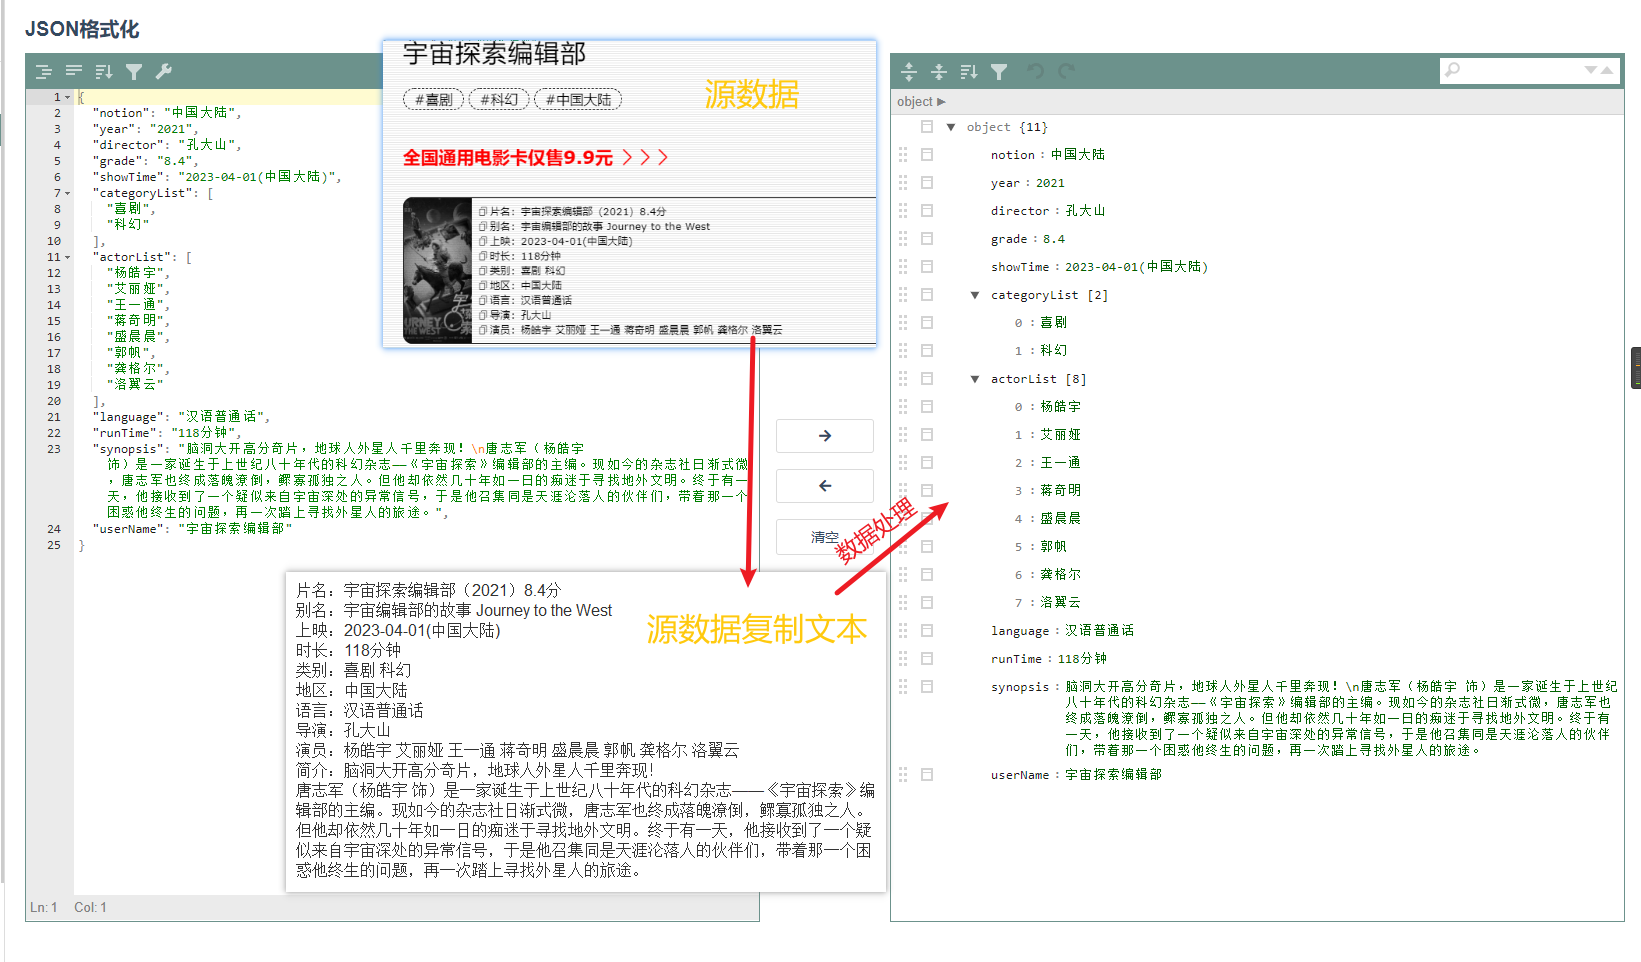 JSON格式化
1 {
2 "notion": "中国大陆",
3 "year": "2021",
4 "director": "孔大山",
5 "grade": "8.4",
6 "showTime": "2023-04-01(中国大陆)",
7 "categoryList": [
8 "喜剧",
9 "科幻"
10 ],
11 "actorList": [
12 "杨皓宇",
13 "艾丽娅",
14 "王一通",
15 "蒋奇明",
16 "盛晨晨",
17 "郭帆",
18 "龚格尔",
19 "洛翼云"
20 ],
21 "language": "汉语普通话",
22 "runTime": "118分钟",
23 "synopsis": "脑洞大开高分奇片，地球人外星人千里奔现！\n唐志军（杨皓宇
饰）是一家诞生于上世纪八十年代的科幻杂志——《宇宙探索》编辑部的主编。现如今的杂志社日渐式微
，唐志军也终成落魄潦倒，鳏寡孤独之人。但他却依然几十年如一日的痴迷于寻找地外文明。终于有一
天，他接收到了一个疑似来自宇宙深处的异常信号，于是他召集同是天涯沦落人的伙伴们，带着那一个
困惑他终生的问题，再一次踏上寻找外星人的旅途。",
24 "userName": "宇宙探索编辑部"
25 }
Ln: 1 Col: 1
宇宙探索编辑部
#喜剧 #科幻 #中国大陆
源数据
全国通用电影卡仅售9.9元 > > >
片名：宇宙探索编辑部（2021）8.4分
别名：宇宙编辑部的故事 Journey to the West
上映：2023-04-01(中国大陆)
时长：118分钟
类别：喜剧 科幻
地区：中国大陆
语言：汉语普通话
导演：孔大山
演员：杨皓宇 艾丽娅 王一通 蒋奇明 盛晨晨 郭帆 龚格尔 洛翼云
清空
数据处理
片名：宇宙探索编辑部（2021）8.4分
别名：宇宙编辑部的故事 Journey to the West
上映：2023-04-01(中国大陆)
源数据复制文本
时长：118分钟
类别：喜剧 科幻
地区：中国大陆
语言：汉语普通话
导演：孔大山
演员：杨皓宇 艾丽娅 王一通 蒋奇明 盛晨晨 郭帆 龚格尔 洛翼云
简介：脑洞大开高分奇片，地球人外星人千里奔现！
唐志军（杨皓宇 饰）是一家诞生于上世纪八十年代的科幻杂志——《宇宙探索》编
辑部的主编。现如今的杂志社日渐式微，唐志军也终成落魄潦倒，鳏寡孤独之人。
但他却依然几十年如一日的痴迷于寻找地外文明。终于有一天，他接收到了一个疑
似来自宇宙深处的异常信号，于是他召集同是天涯沦落人的伙伴们，带着那一个困
惑他终生的问题，再一次踏上寻找外星人的旅途。
object ▶
▼ object {11}
notion : 中国大陆
year : 2021
director : 孔大山
grade : 8.4
showTime : 2023-04-01(中国大陆)
▼ categoryList [2]
0 : 喜剧
1 : 科幻
▼ actorList [8]
0 : 杨皓宇
1 : 艾丽娅
2 : 王一通
3 : 蒋奇明
4 : 盛晨晨
5 : 郭帆
6 : 龚格尔
7 : 洛翼云
language : 汉语普通话
runTime : 118分钟
synopsis : 脑洞大开高分奇片，地球人外星人千里奔现！\n唐志军（杨皓宇 饰）是一家诞生于上世纪
八十年代的科幻杂志——《宇宙探索》编辑部的主编。现如今的杂志社日渐式微，唐志军也
终成落魄潦倒，鳏寡孤独之人。但他却依然几十年如一日的痴迷于寻找地外文明。终于有
一天，他接收到了一个疑似来自宇宙深处的异常信号，于是他召集同是天涯沦落人的伙伴
们，带着那一个困惑他终生的问题，再一次踏上寻找外星人的旅途。
userName : 宇宙探索编辑部